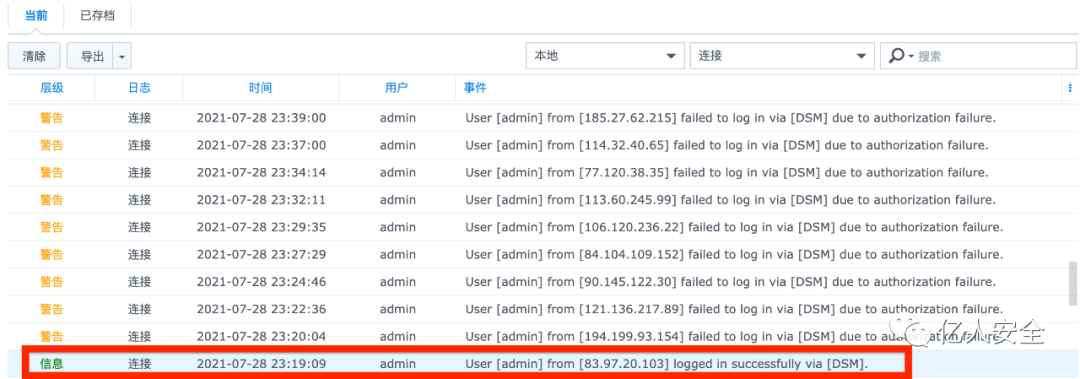 当前 已存档
清除 导出 本地 连接 搜索
层级 日志 时间 用户 事件
警告 连接 2021-07-28 23:39:00 admin User [admin] from [185.27.62.215] failed to log in via [DSM] due to authorization failure.
警告 连接 2021-07-28 23:37:00 admin User [admin] from [114.32.40.65] failed to log in via [DSM] due to authorization failure.
警告 连接 2021-07-28 23:34:14 admin User [admin] from [77.120.38.35] failed to log in via [DSM] due to authorization failure.
警告 连接 2021-07-28 23:32:11 admin User [admin] from [113.60.245.99] failed to log in via [DSM] due to authorization failure.
警告 连接 2021-07-28 23:29:35 admin User [admin] from [106.120.236.22] failed to log in via [DSM] due to authorization failure.
警告 连接 2021-07-28 23:27:29 admin User [admin] from [84.104.109.152] failed to log in via [DSM] due to authorization failure.
警告 连接 2021-07-28 23:24:46 admin User [admin] from [90.145.122.30] failed to log in via [DSM] due to authorization failure.
警告 连接 2021-07-28 23:22:36 admin User [admin] from [121.136.217.89] failed to log in via [DSM] due to authorization failure.
警告 连接 2021-07-28 23:20:04 admin User [admin] from [194.199.93.154] failed to log in via [DSM] due to authorization failure.
亿人安全
信息 连接 2021-07-28 23:19:09 admin User [admin] from [83.97.20.103] logged in successfully via [DSM].